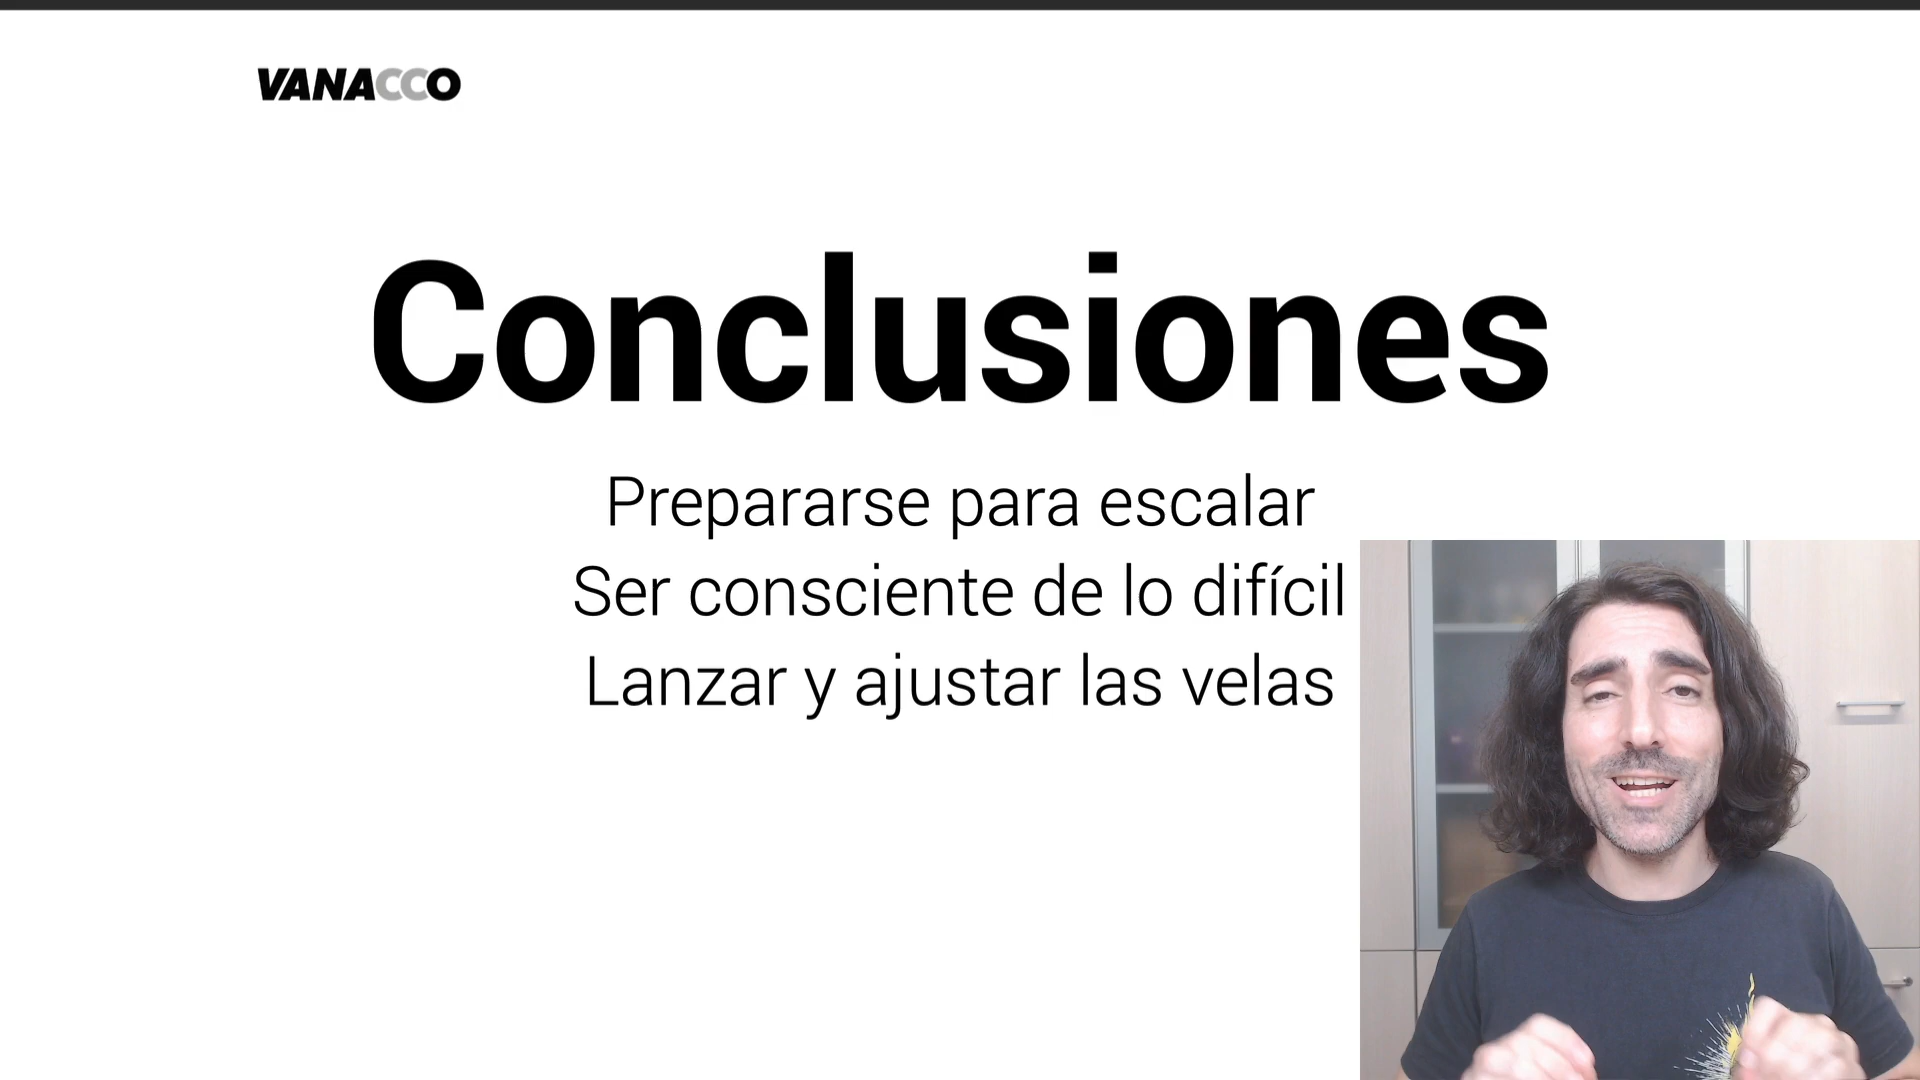 VANACCO
Conclusiones
Prepararse para escalar
Ser consciente de lo difícil
Lanzar y ajustar las velas